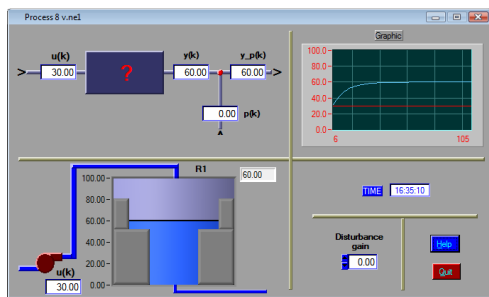 Process 8 v.ne1
u(k) y(k) y_p(k)
> 30.00 ? 60.00 60.00 >
0.00 p(k)
Graphic
100.0
80.0
60.0
40.0
20.0
0.0
6 105
R1
60.00
100.00
80.00
60.00
40.00
20.00
0.00
u(k)
30.00
TIME 16:35:10
Disturbance
gain
0.00
Help
Quit